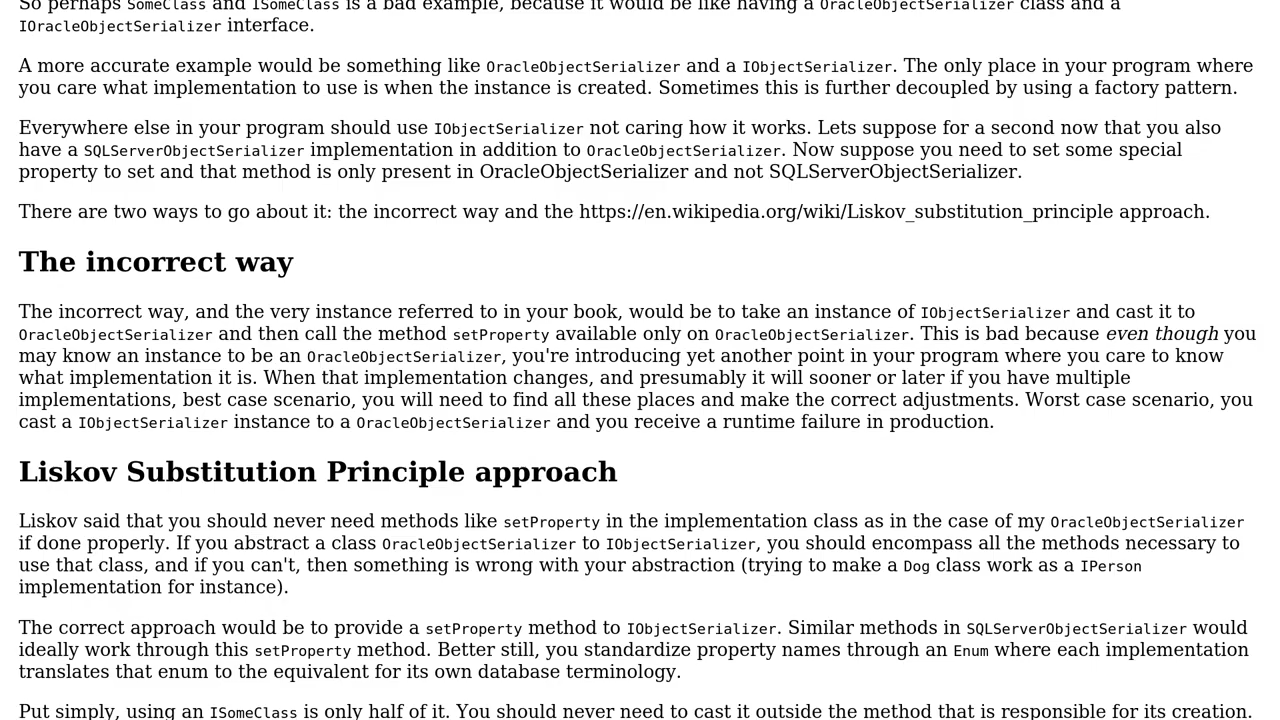 So perhaps SomeClass and ISomeClass is a bad example, because it would be like having a OracleObjectSerializer class and a
IOracleObjectSerializer interface.
A more accurate example would be something like OracleObjectSerializer and a IObjectSerializer. The only place in your program where
you care what implementation to use is when the instance is created. Sometimes this is further decoupled by using a factory pattern.
Everywhere else in your program should use IObjectSerializer not caring how it works. Lets suppose for a second now that you also
have a SQLServerObjectSerializer implementation in addition to OracleObjectSerializer. Now suppose you need to set some special
property to set and that method is only present in OracleObjectSerializer and not SQLServerObjectSerializer.
There are two ways to go about it: the incorrect way and the https://en.wikipedia.org/wiki/Liskov_substitution_principle approach.
The incorrect way
The incorrect way, and the very instance referred to in your book, would be to take an instance of IObjectSerializer and cast it to
OracleObjectSerializer and then call the method setProperty available only on OracleObjectSerializer. This is bad because even though you
may know an instance to be an OracleObjectSerializer, you're introducing yet another point in your program where you care to know
what implementation it is. When that implementation changes, and presumably it will sooner or later if you have multiple
implementations, best case scenario, you will need to find all these places and make the correct adjustments. Worst case scenario, you
cast a IObjectSerializer instance to a OracleObjectSerializer and you receive a runtime failure in production.
Liskov Substitution Principle approach
Liskov said that you should never need methods like setProperty in the implementation class as in the case of my OracleObjectSerializer
if done properly. If you abstract a class OracleObjectSerializer to IObjectSerializer, you should encompass all the methods necessary to
use that class, and if you can't, then something is wrong with your abstraction (trying to make a Dog class work as a IPerson
implementation for instance).
The correct approach would be to provide a setProperty method to IObjectSerializer. Similar methods in SQLServerObjectSerializer would
ideally work through this setProperty method. Better still, you standardize property names through an Enum where each implementation
translates that enum to the equivalent for its own database terminology.
Put simply, using an ISomeClass is only half of it. You should never need to cast it outside the method that is responsible for its creation.